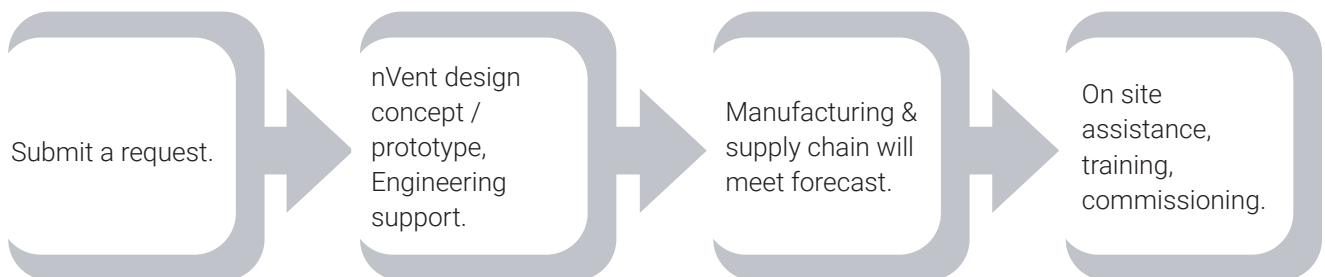 Submit a request.
nVent design
concept /
prototype,
Engineering
support.
Manufacturing &
supply chain will
meet forecast.
On site
assistance,
training,
commissioning.